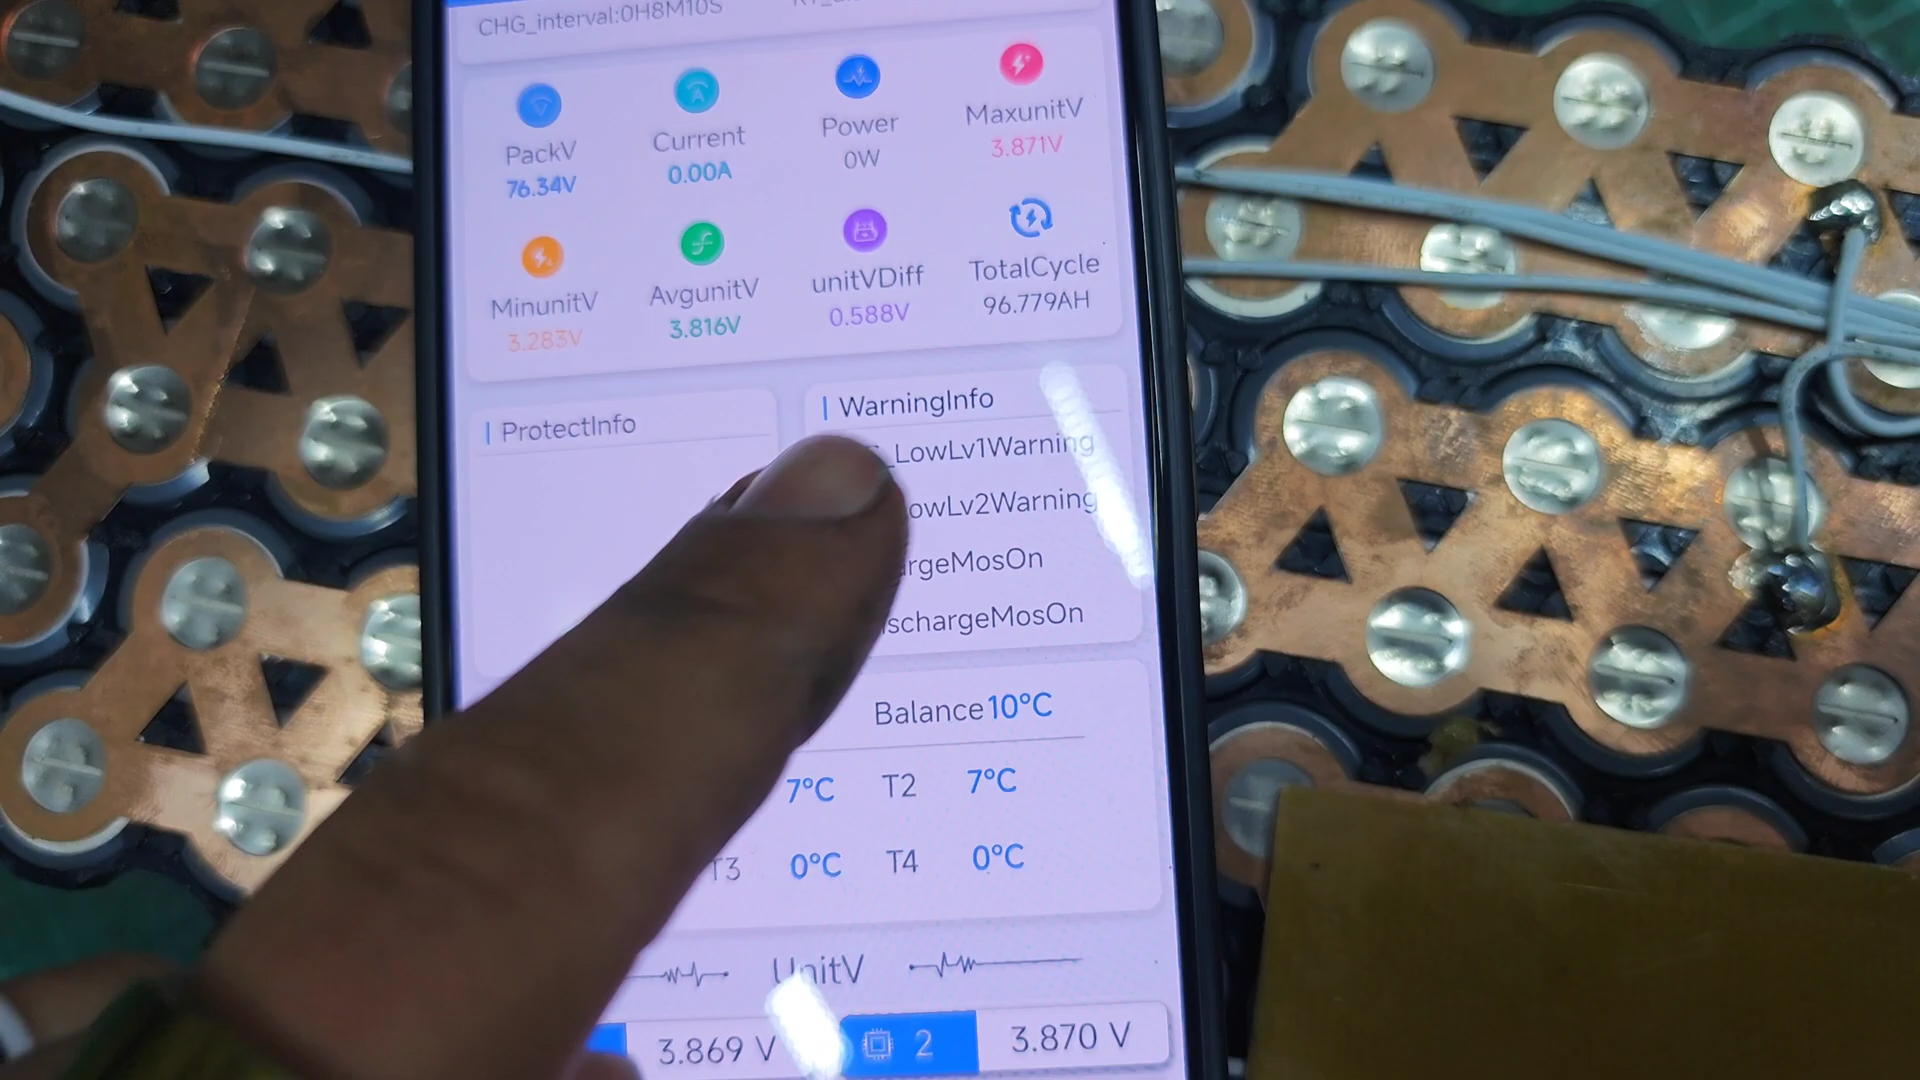 CHG_interval:0H8M10S
PackV
76.34V
Current
0.00A
Power
0W
MaxunitV
3.871V
MinunitV
3.283V
AvgunitV
3.816V
unitVDiff
0.588V
TotalCycle
96.779AH
ProtectInfo
WarningInfo
_LowLv1Warning
owLv2Warning
rgeMosOn
schargeMosOn
Balance 10°C
7°C T2 7°C
T3 0°C T4 0°C
UnitV
3.869 V 2 3.870 V